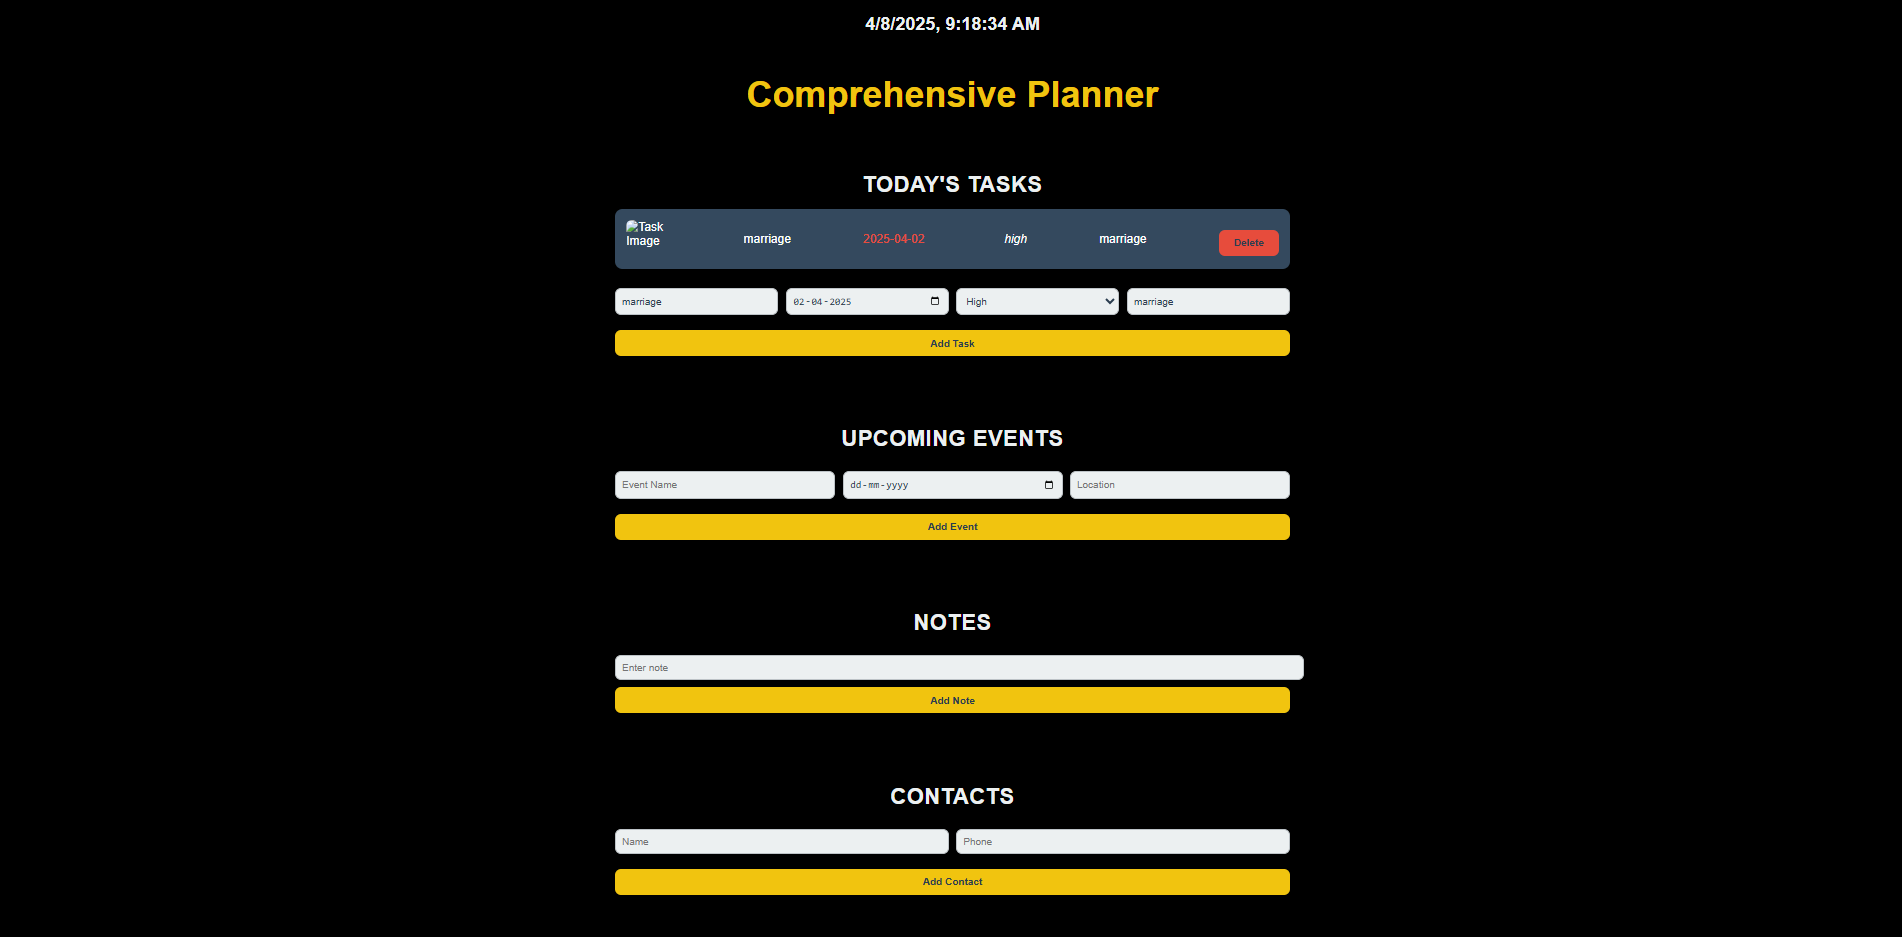 4/8/2025, 9:18:34 AM
Comprehensive Planner
TODAY'S TASKS
Task
Image
marriage 2025-04-02 high marriage Delete
marriage 02-04-2025 High marriage
Add Task
UPCOMING EVENTS
Event Name dd-mm-yyyy Location
Add Event
NOTES
Enter note
Add Note
CONTACTS
Name Phone
Add Contact